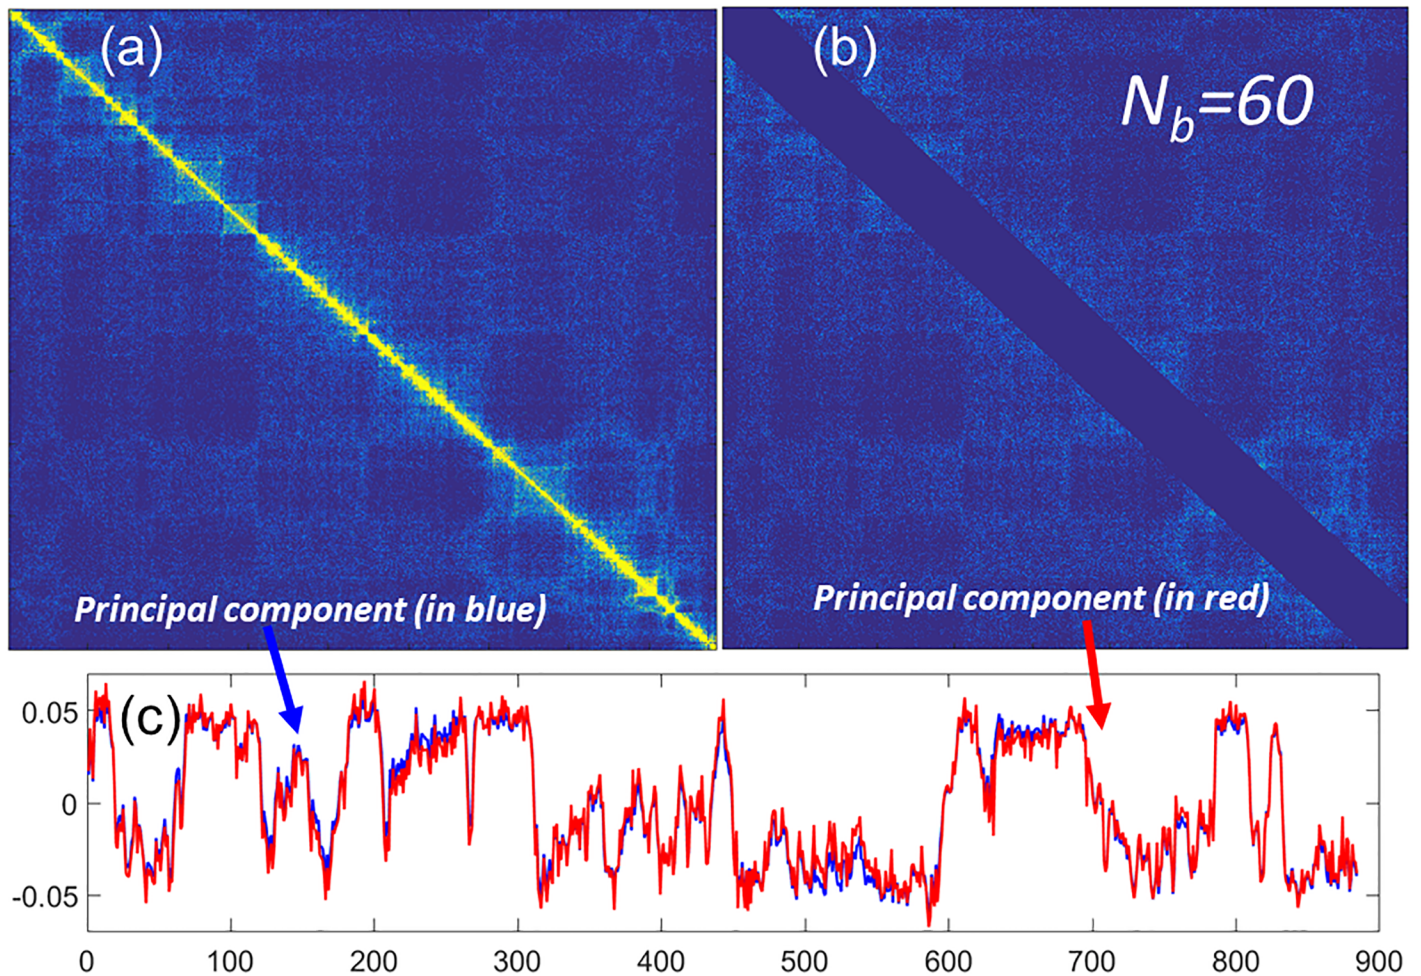 (a)
(b)
N_b=60
Principal component (in blue)
Principal component (in red)
(c)
0.05
0
-0.05
0 100 200 300 400 500 600 700 800 900